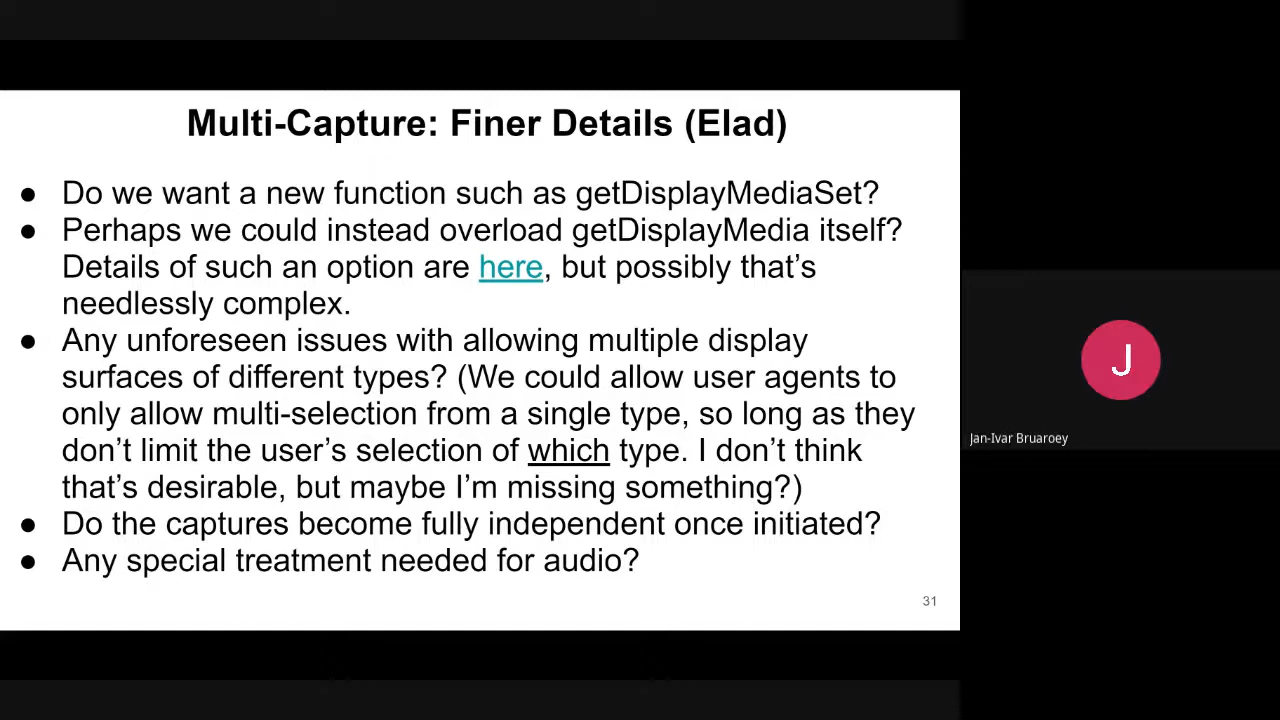 Multi-Capture: Finer Details (Elad)
● Do we want a new function such as getDisplayMediaSet?
● Perhaps we could instead overload getDisplayMedia itself?
Details of such an option are here, but possibly that’s
needlessly complex.
● Any unforeseen issues with allowing multiple display
surfaces of different types? (We could allow user agents to
only allow multi-selection from a single type, so long as they
don’t limit the user’s selection of which type. I don’t think
that’s desirable, but maybe I’m missing something?)
● Do the captures become fully independent once initiated?
● Any special treatment needed for audio?
31
J
Jan-Ivar Bruaroey